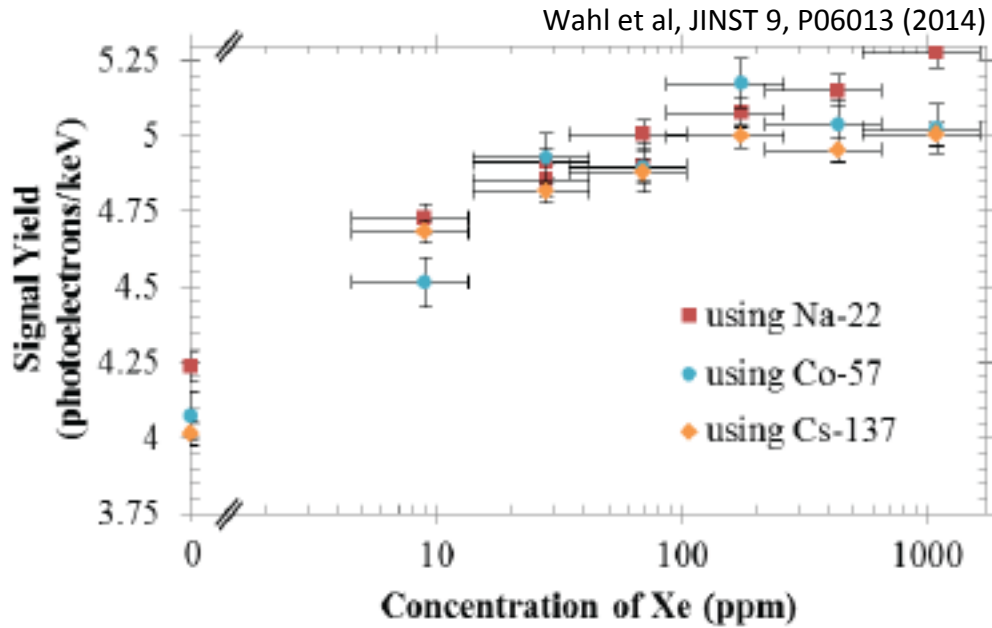 Wahl et al, JINST 9, P06013 (2014)
Signal Yield
(photoelectrons/keV)
5.25
5
4.75
4.5
4.25
4
3.75
using Na-22
using Co-57
using Cs-137
0
10
100
1000
Concentration of Xe (ppm)